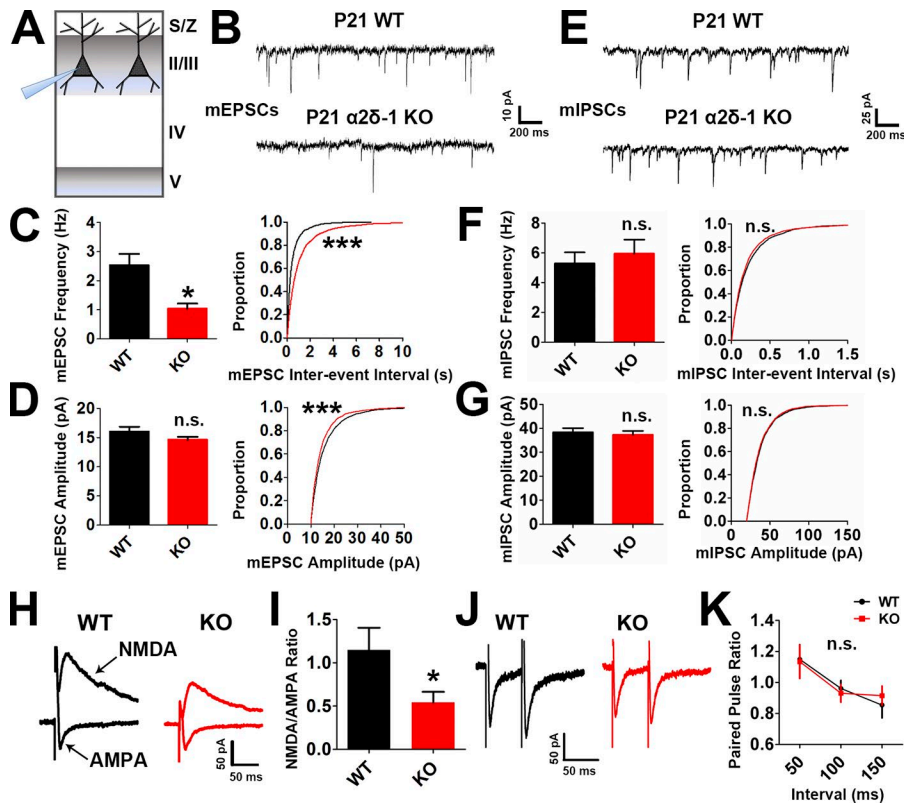 A
S/Z
II/III
IV
V
B
P21 WT
mEPSCs
P21 α2δ-1 KO
10 pA
200 ms
E
P21 WT
mIPSCs
P21 α2δ-1 KO
25 pA
200 ms
C
mEPSC Frequency (Hz)
4
3
2
1
0
*
WT
KO
Proportion
1.0
0.8
0.6
0.4
0.2
0.0
***
0 2 4 6 8 10
mEPSC Inter-event Interval (s)
F
mIPSC Frequency (Hz)
8
6
4
2
0
n.s.
WT
KO
Proportion
1.0
0.8
0.6
0.4
0.2
0.0
n.s.
0.0 0.5 1.0 1.5
mIPSC Inter-event Interval (s)
D
mEPSC Amplitude (pA)
20
15
10
5
0
n.s.
WT
KO
Proportion
1.0
0.8
0.6
0.4
0.2
0.0
***
0 10 20 30 40 50
mEPSC Amplitude (pA)
G
mIPSC Amplitude (pA)
50
40
30
20
10
0
n.s.
WT
KO
Proportion
1.0
0.8
0.6
0.4
0.2
0.0
n.s.
0 50 100 150
mIPSC Amplitude (pA)
H
WT
KO
NMDA
AMPA
50 pA
50 ms
I
NMDA/AMPA Ratio
1.5
1.0
0.5
0.0
*
WT
KO
J
WT
KO
50 pA
50 ms
K
WT
KO
Paired Pulse Ratio
1.4
1.2
1.0
0.8
0.6
n.s.
50
100
150
Interval (ms)